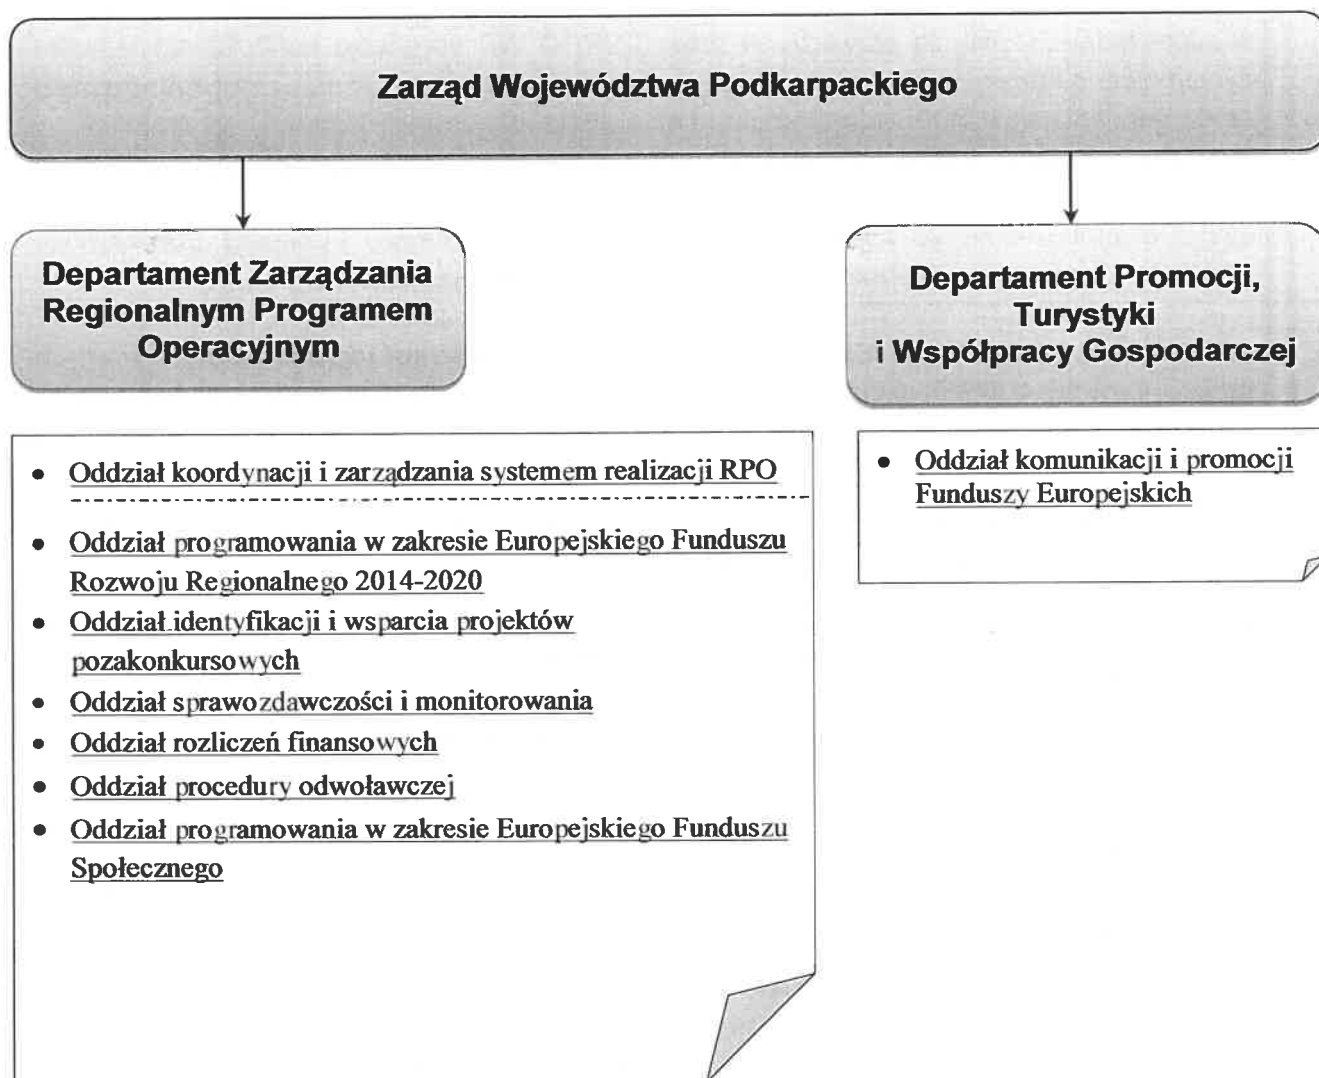 Zarząd Województwa Podkarpackiego
Departament Zarządzania
Regionalnym Programem
Operacyjnym
Departament Promocji,
Turystyki
i Współpracy Gospodarczej
• Oddział koordynacji i zarządzania systemem realizacji RPO
• Oddział programowania w zakresie Europejskiego Funduszu
Rozwoju Regionalnego 2014-2020
• Oddział identyfikacji i wsparcia projektów
pozakonkursowych
• Oddział sprawozdawczości i monitorowania
• Oddział rozliczeń finansowych
• Oddział procedury odwoławczej
• Oddział programowania w zakresie Europejskiego Funduszu
Społecznego
• Oddział komunikacji i promocji
Funduszy Europejskich